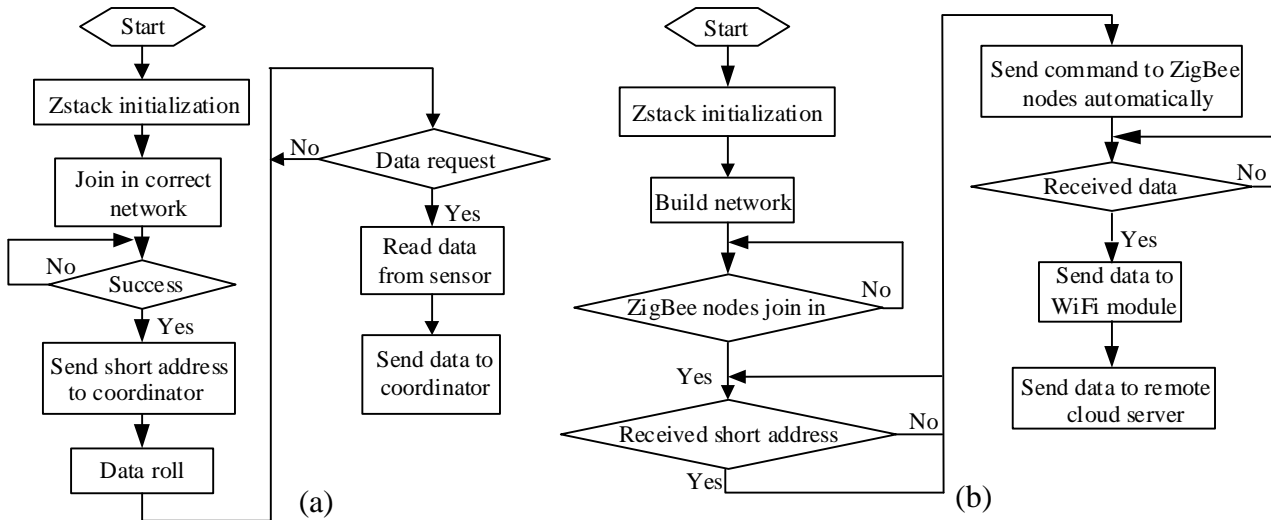 Start
Zstack initialization
Join in correct
network
No
Success
Yes
Send short address
to coordinator
Data roll
No
Data request
Yes
Read data
from sensor
Send data to
coordinator
(a)
Start
Zstack initialization
Build network
ZigBee nodes join in
No
Yes
Received short address
No
Yes
Send command to ZigBee
nodes automatically
Received data
No
Yes
Send data to
WiFi module
Send data to remote
cloud server
(b)